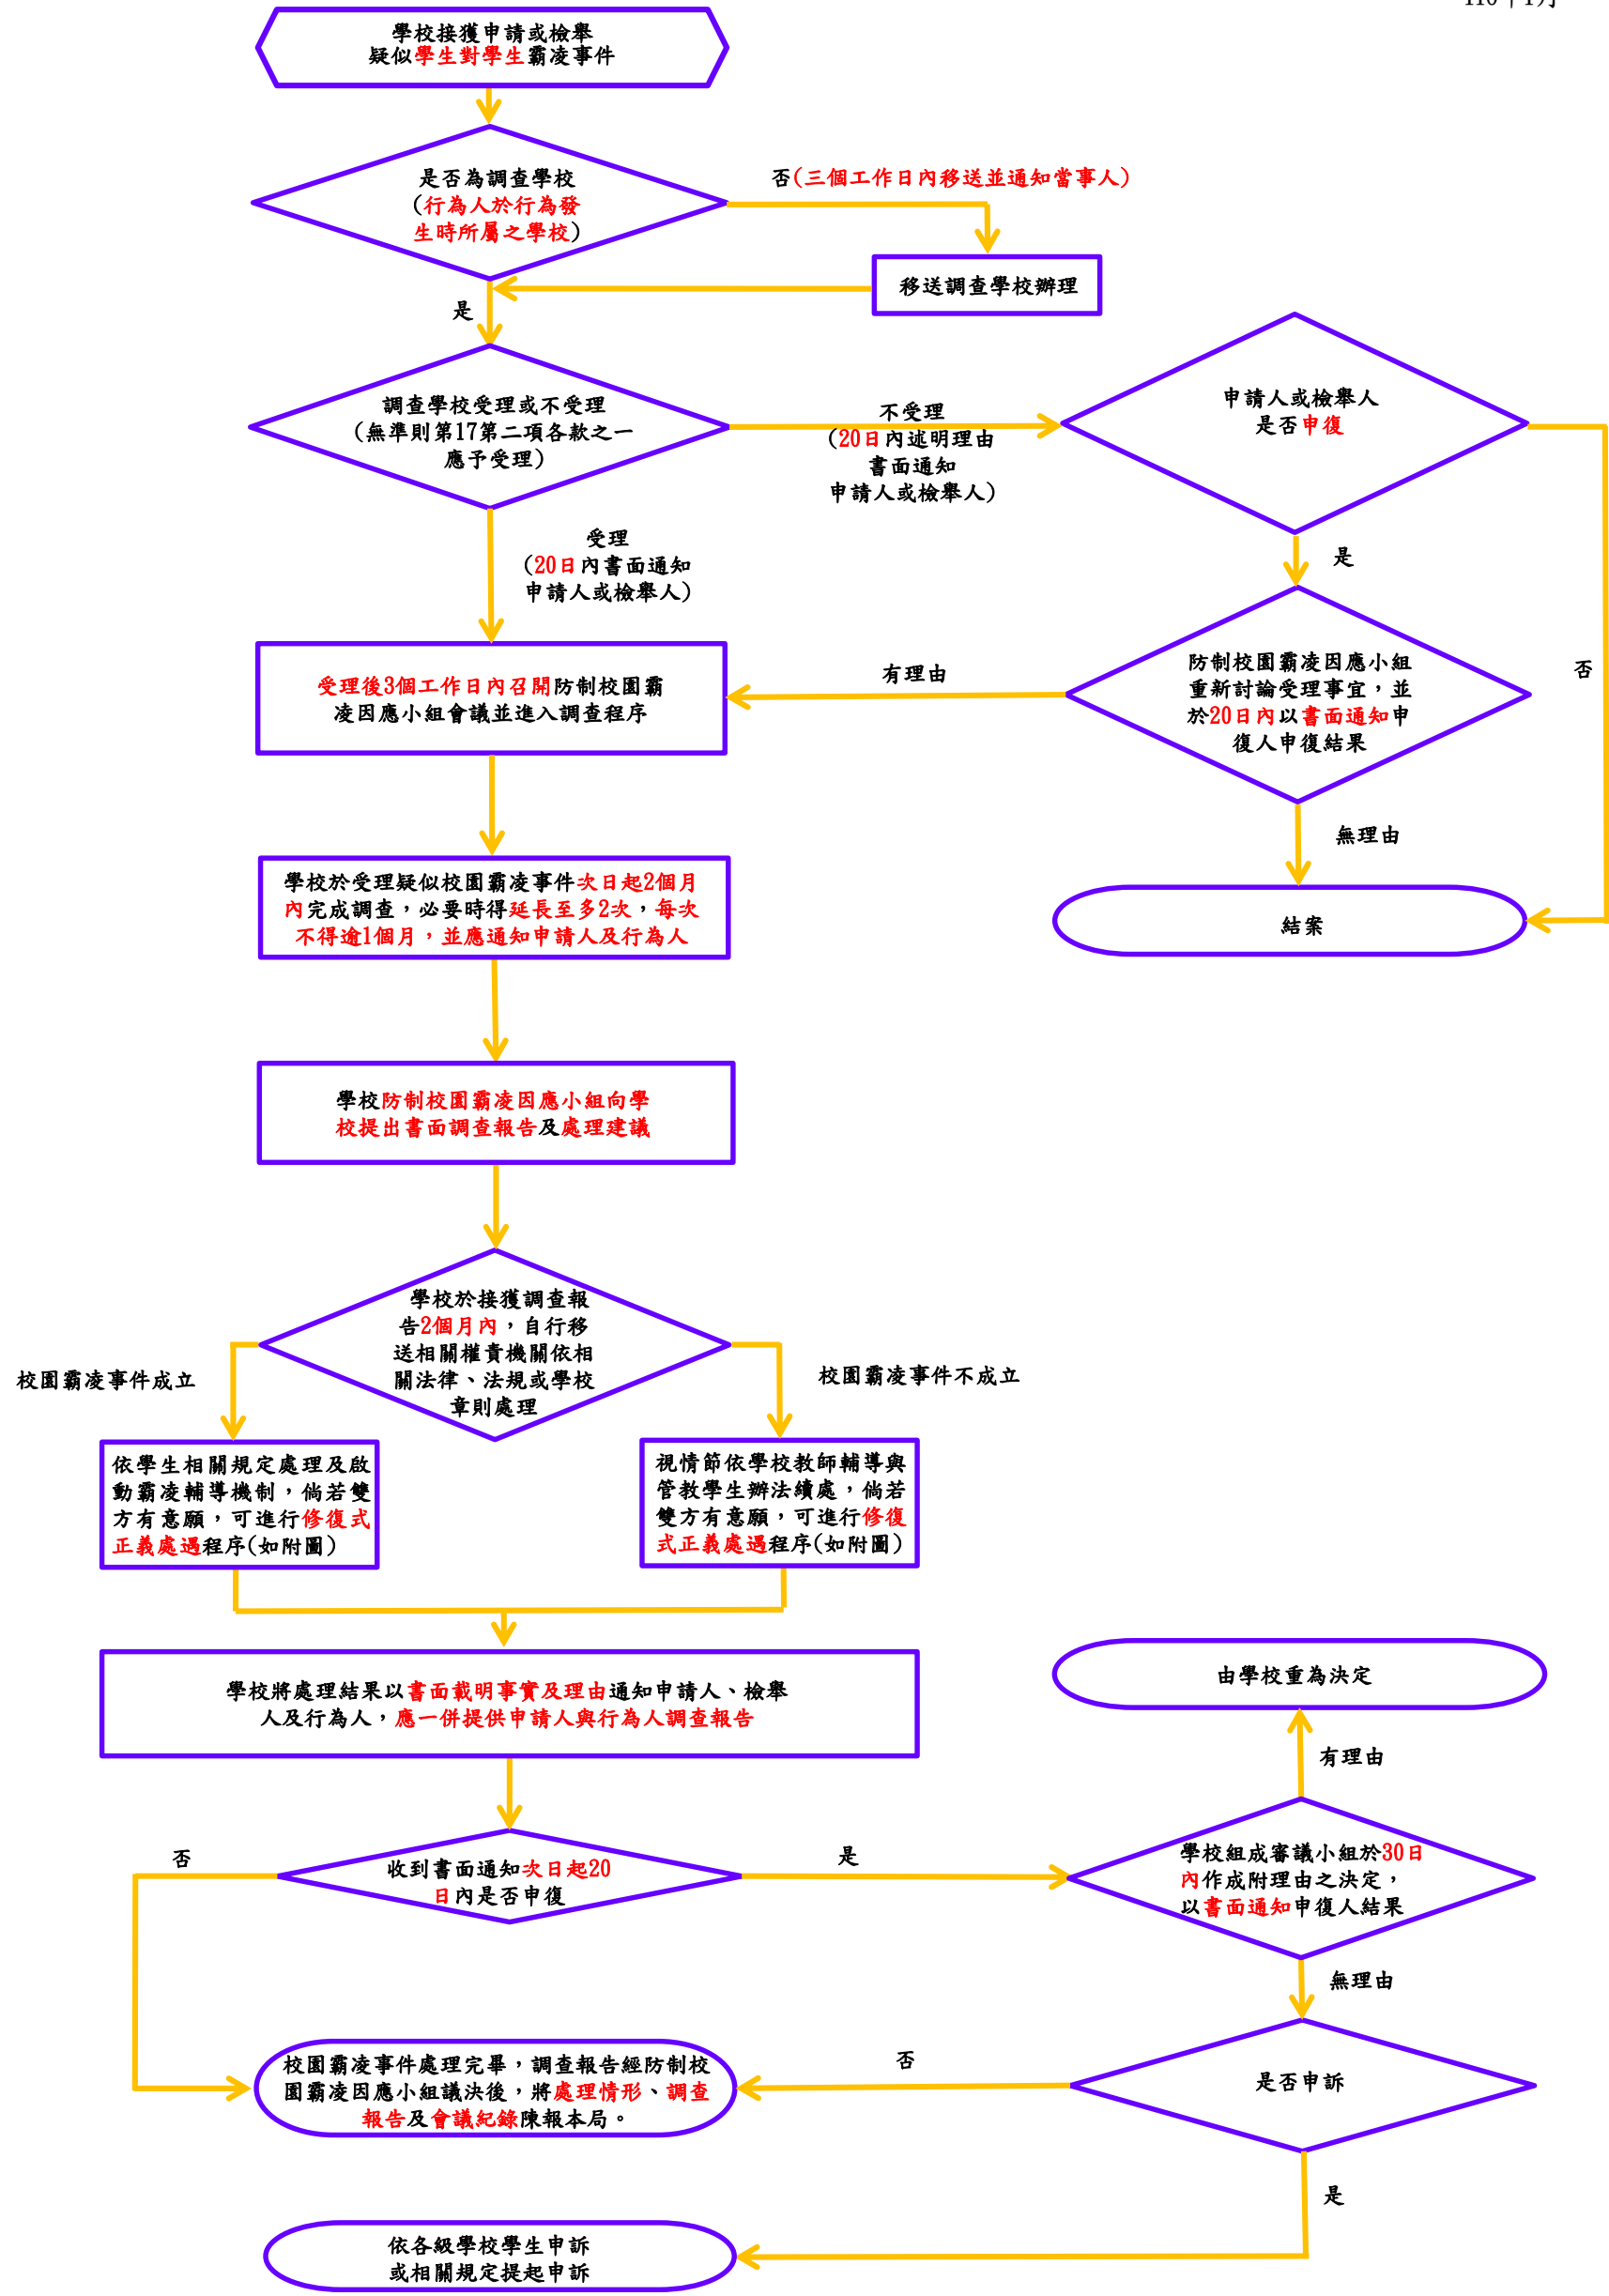 學校接獲申請或檢舉
疑似學生對學生霸凌事件
是否為調查學校
(行為人於行為發
生時所屬之學校)
否(三個工作日內移送並通知當事人)
移送調查學校辦理
是
調查學校受理或不受理
(無準則第17第二項各款之一
應予受理)
不受理
(20日內述明理由
書面通知
申請人或檢舉人)
申請人或檢舉人
是否申復
受理
(20日內書面通知
申請人或檢舉人)
是
否
受理後3個工作日內召開防制校園霸
凌因應小組會議並進入調查程序
有理由
防制校園霸凌因應小組
重新討論受理事宜，並
於20日內以書面通知申
復人申復結果
無理由
結案
學校於受理疑似校園霸凌事件次日起2個月
內完成調查，必要時得延長至多2次，每次
不得逾1個月，並應通知申請人及行為人
學校防制校園霸凌因應小組向學
校提出書面調查報告及處理建議
學校於接獲調查報
告2個月內，自行移
送相關權責機關依相
關法律、法規或學校
章則處理
校園霸凌事件成立
校園霸凌事件不成立
依學生相關規定處理及啟
動霸凌輔導機制，倘若雙
方有意願，可進行修復式
正義處遇程序(如附圖)
視情節依學校教師輔導與
管教學生辦法續處，倘若
雙方有意願，可進行修復
式正義處遇程序(如附圖)
學校將處理結果以書面載明事實及理由通知申請人、檢舉
人及行為人，應一併提供申請人與行為人調查報告
由學校重為決定
有理由
收到書面通知次日起20
日內是否申復
否
是
學校組成審議小組於30日
內作成附理由之決定，
以書面通知申復人結果
無理由
是否申訴
否
校園霸凌事件處理完畢，調查報告經防制校
園霸凌因應小組議決後，將處理情形、調查
報告及會議紀錄陳報本局。
是
依各級學校學生申訴
或相關規定提起申訴